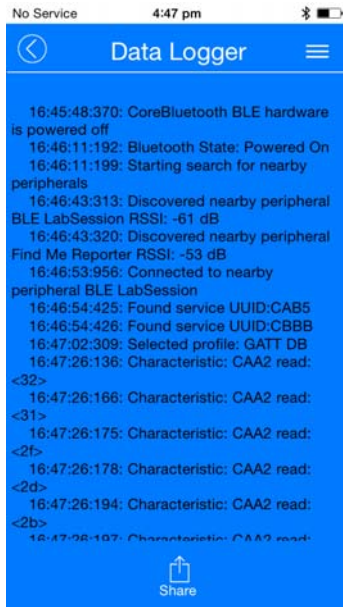 No Service 4:47 pm
Data Logger
16:45:48:370: CoreBluetooth BLE hardware
is powered off
16:46:11:192: Bluetooth State: Powered On
16:46:11:199: Starting search for nearby
peripherals
16:46:43:313: Discovered nearby peripheral
BLE LabSession RSSI: -61 dB
16:46:43:320: Discovered nearby peripheral
Find Me Reporter RSSI: -53 dB
16:46:53:956: Connected to nearby
peripheral BLE LabSession
16:46:54:425: Found service UUID:CAB5
16:46:54:426: Found service UUID:CBBB
16:47:02:309: Selected profile: GATT DB
16:47:26:136: Characteristic: CAA2 read:
<32>
16:47:26:166: Characteristic: CAA2 read:
<31>
16:47:26:175: Characteristic: CAA2 read:
<2f>
16:47:26:178: Characteristic: CAA2 read:
<2d>
16:47:26:194: Characteristic: CAA2 read:
<2b>
16:47:26:197: Characteristic: CAA2 read:
Share